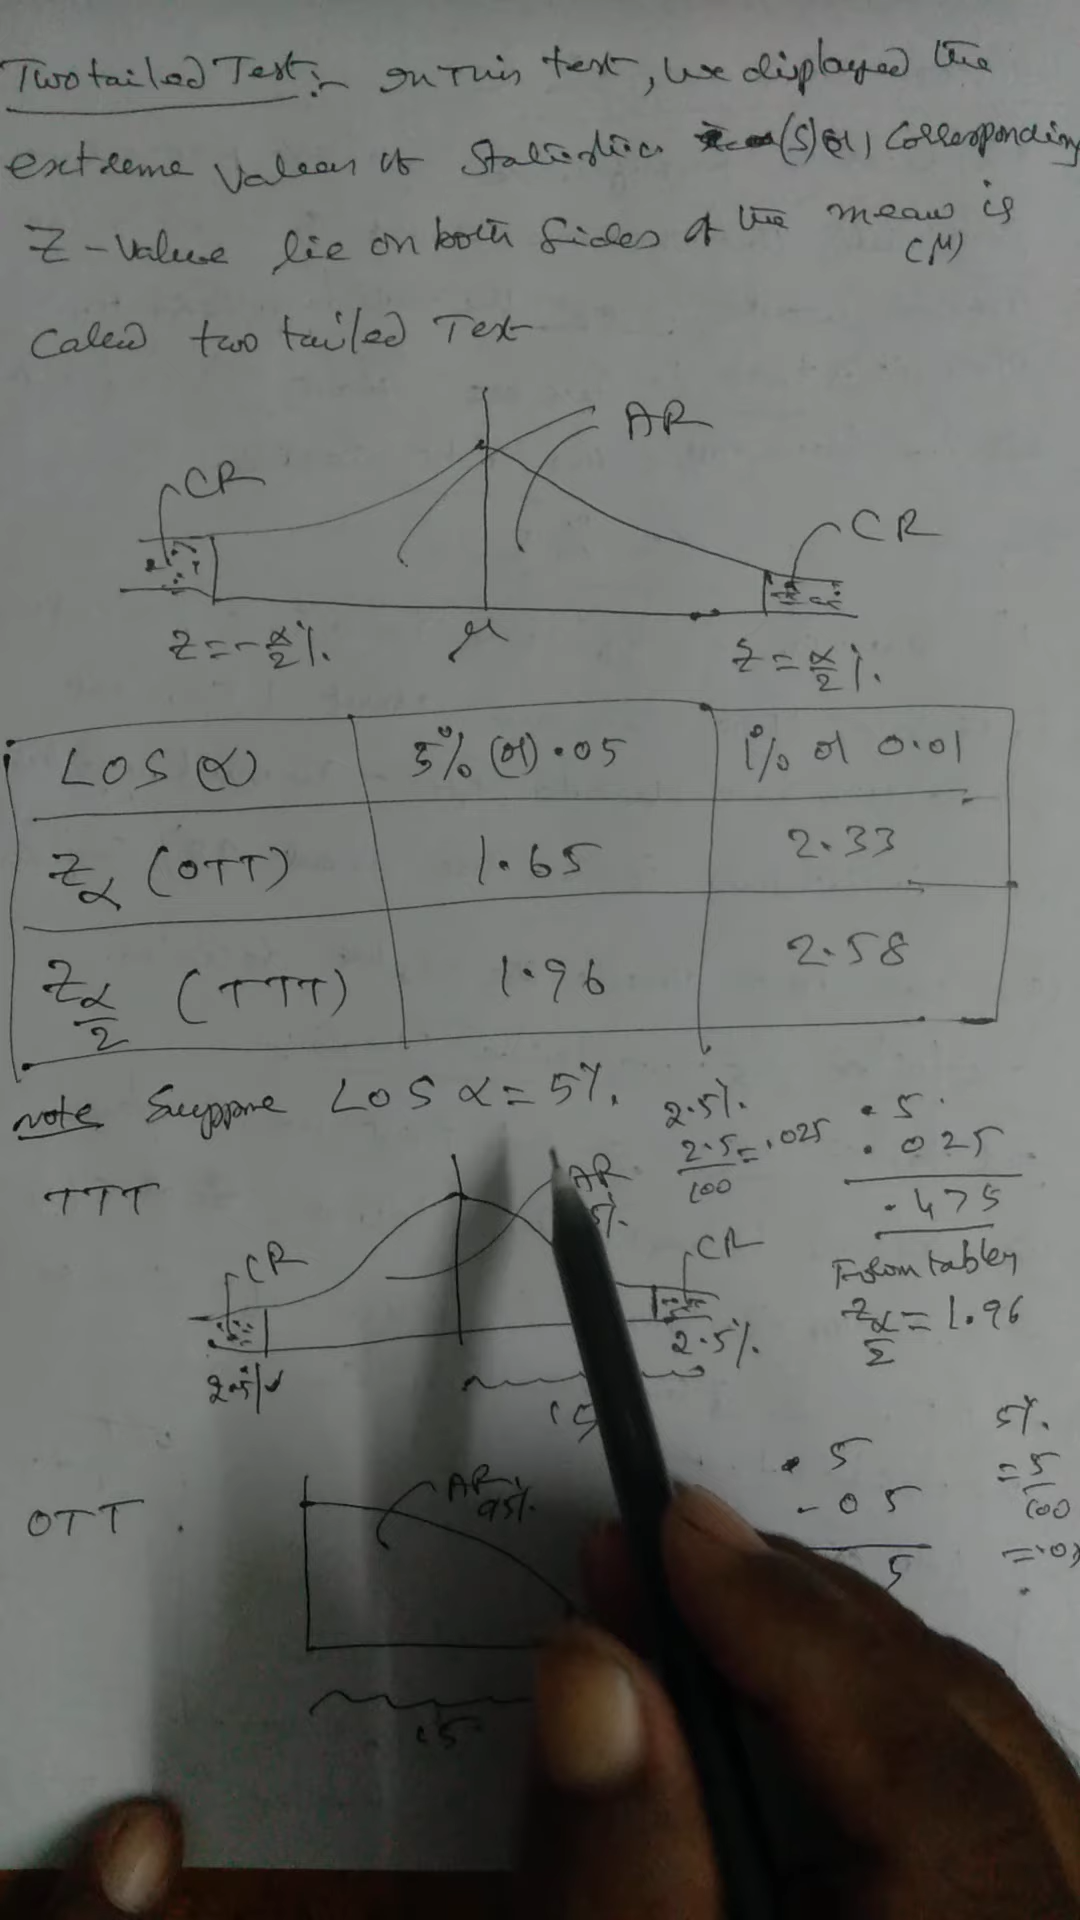 Two tailed Test:- In this test, we displayed the
extreme values of Statistics (S) (or) Corresponding
Z-Value lie on both sides of the mean is
(μ)
Called two tailed Test
AR
CR
CR
Z=-α/2%.
μ
Z=α/2%.
LOS α 5% (or) .05 1% or 0.01
Zα (OTT) 1.65 2.33
Zα/2 (TTT) 1.96 2.58
note Suppose LOS α=5%.
2.5%.
2.5/100=.025
.5
.025
.475
From tables
Zα/2=1.96
TTT
AR
5%.
CR
CR
2.5%
2.5%.
OTT
AR
95%.
.5
.5
-05
5
5%.
=5/100